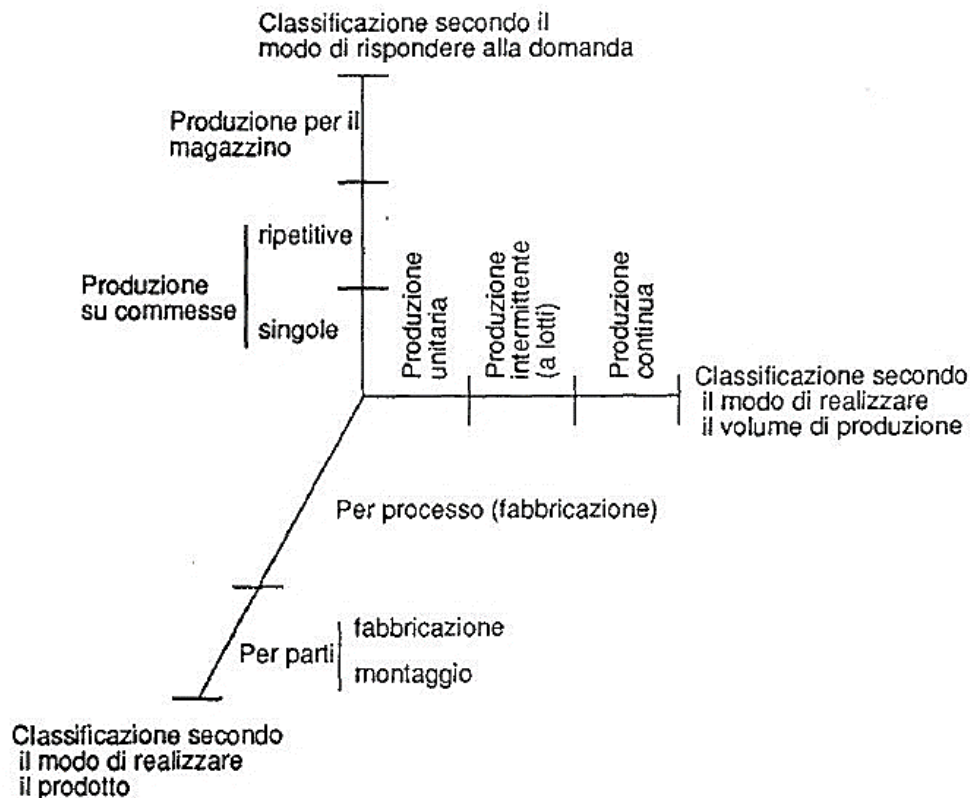 Classificazione secondo il
modo di rispondere alla domanda
Produzione per il
magazzino
ripetitive
Produzione
su commesse
singole
Produzione
unitaria
Produzione
intermittente
(a lotti)
Produzione
continua
Classificazione secondo
il modo di realizzare
il volume di produzione
Per processo (fabbricazione)
Per parti
fabbricazione
montaggio
Classificazione secondo
il modo di realizzare
il prodotto